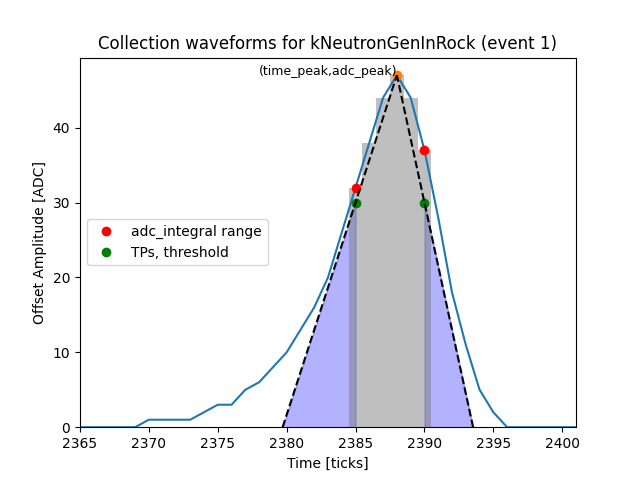 Collection waveforms for kNeutronGenInRock (event 1)
(time_peak,adc_peak)
40
30
20
10
0
Offset Amplitude [ADC]
adc_integral range
TPs, threshold
2365 2370 2375 2380 2385 2390 2395 2400
Time [ticks]